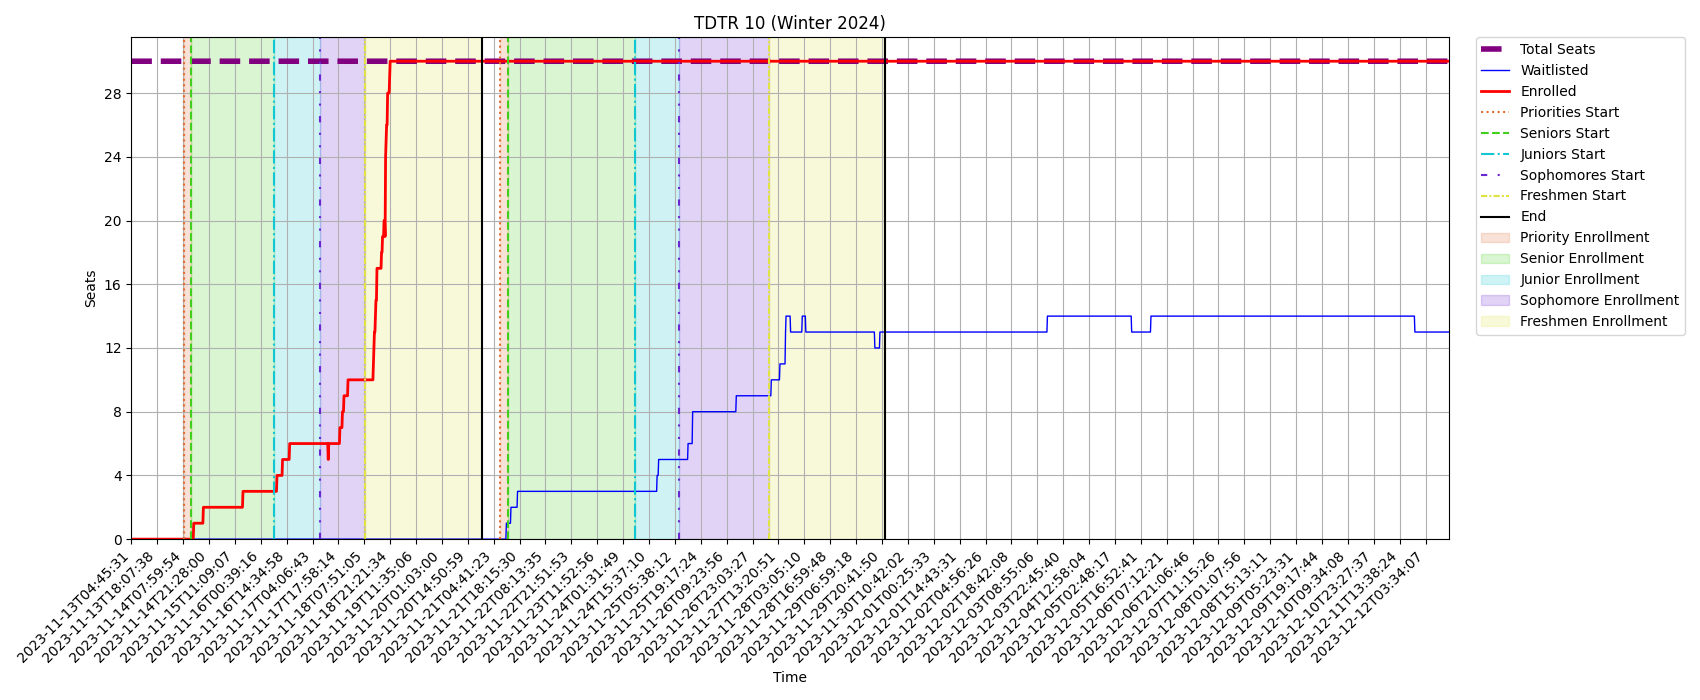 TDTR 10 (Winter 2024)
Total Seats
Waitlisted
Enrolled
Priorities Start
Seniors Start
Juniors Start
Sophomores Start
Freshmen Start
End
Priority Enrollment
Senior Enrollment
Junior Enrollment
Sophomore Enrollment
Freshmen Enrollment
Seats
28
24
20
16
12
8
4
0
2023-11-13T04:45:31
2023-11-13T18:07:38
2023-11-14T07:59:54
2023-11-14T21:28:00
2023-11-15T11:09:07
2023-11-16T00:39:16
2023-11-16T14:34:58
2023-11-17T04:06:43
2023-11-17T17:58:14
2023-11-18T07:51:05
2023-11-18T21:21:34
2023-11-19T11:35:06
2023-11-20T01:03:00
2023-11-20T14:50:59
2023-11-21T04:41:23
2023-11-21T18:15:30
2023-11-22T08:13:35
2023-11-22T21:51:53
2023-11-23T11:52:56
2023-11-24T01:31:49
2023-11-24T15:37:10
2023-11-25T05:38:12
2023-11-25T19:17:24
2023-11-26T09:23:56
2023-11-26T23:03:27
2023-11-27T13:20:51
2023-11-28T03:05:10
2023-11-28T16:59:48
2023-11-29T06:59:18
2023-11-29T20:41:50
2023-11-30T10:42:02
2023-12-01T00:25:33
2023-12-01T14:43:31
2023-12-02T04:56:26
2023-12-02T18:42:08
2023-12-03T08:55:06
2023-12-03T22:45:40
2023-12-04T12:58:04
2023-12-05T02:48:17
2023-12-05T16:52:41
2023-12-06T07:12:21
2023-12-06T21:06:46
2023-12-07T11:15:26
2023-12-08T01:07:56
2023-12-08T15:13:11
2023-12-09T05:23:31
2023-12-09T19:17:44
2023-12-10T09:34:08
2023-12-10T23:27:37
2023-12-11T13:38:24
2023-12-12T03:34:07
Time